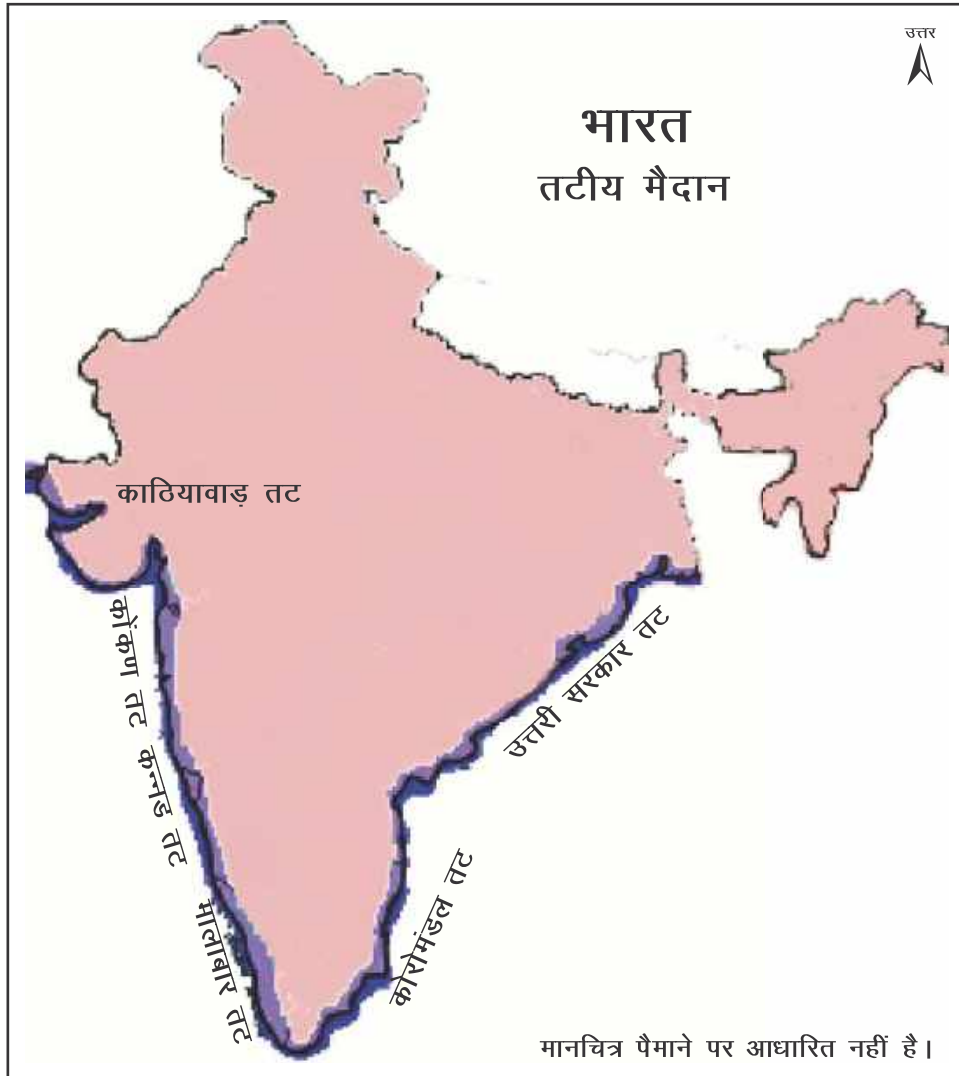 उत्तर
भारत
तटीय मैदान
काठियावाड़ तट
कोंकण तट
कन्नड तट
मालाबार तट
उत्तरी सरकार तट
कोरोमंडल तट
मानचित्र पैमाने पर आधारित नहीं है।